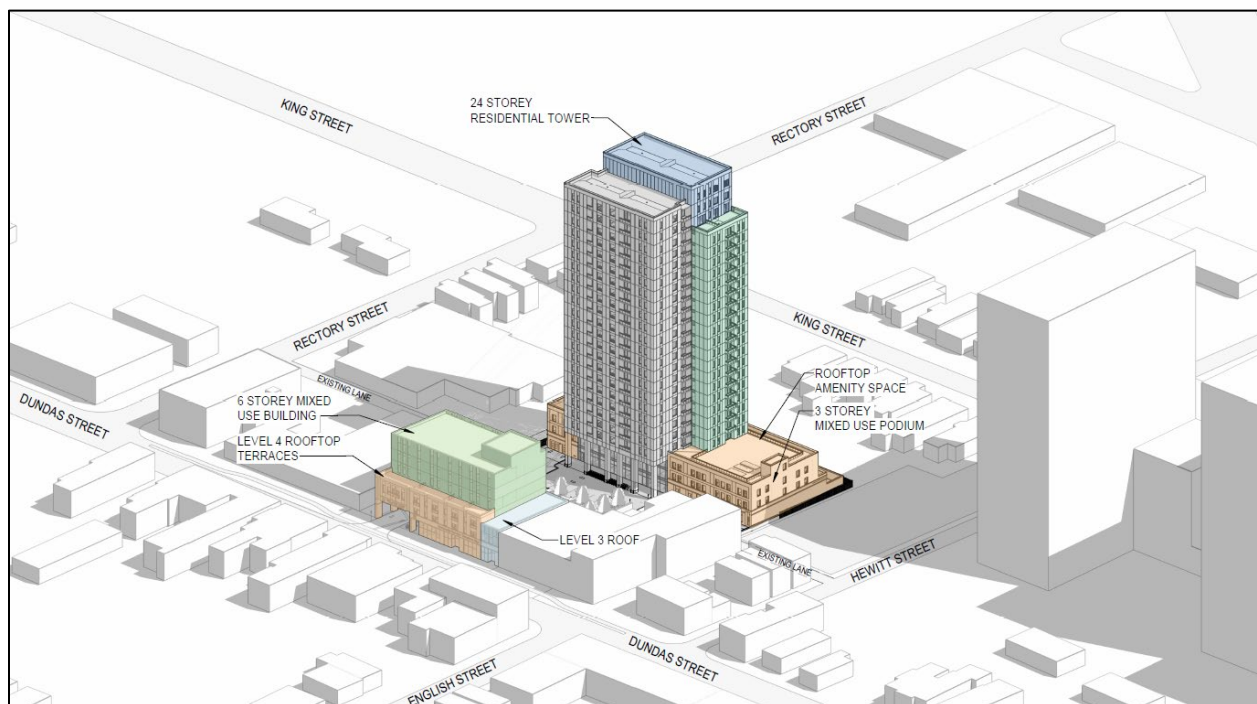 KING STREET
24 STOREY
RESIDENTIAL TOWER
RECTORY STREET
RECTORY STREET
KING STREET
EXISTING LANE
DUNDAS STREET
6 STOREY MIXED
USE BUILDING
LEVEL 4 ROOFTOP
TERRACES
ROOFTOP
AMENITY SPACE
3 STOREY
MIXED USE PODIUM
LEVEL 3 ROOF
EXISTING LANE
HEWITT STREET
DUNDAS STREET
ENGLISH STREET